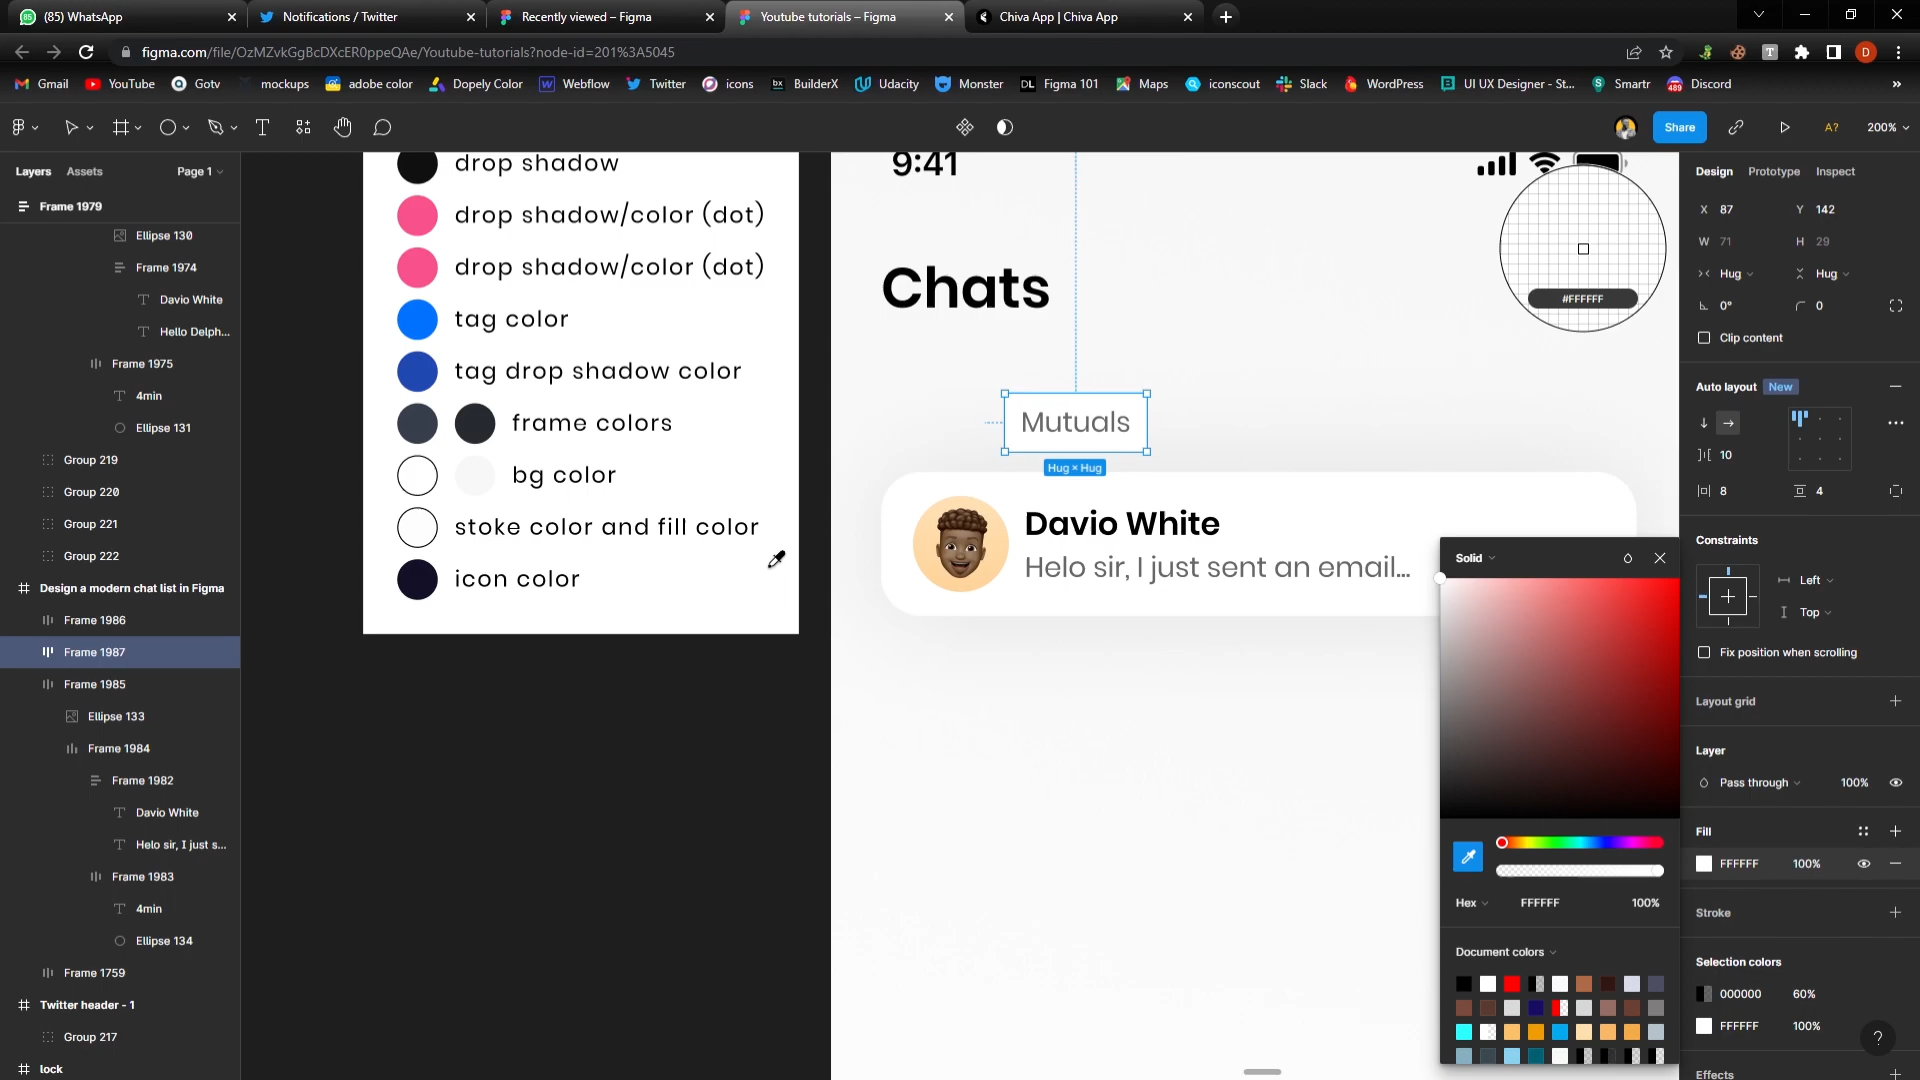 (85) WhatsApp
Notifications / Twitter
Recently viewed – Figma
Youtube tutorials – Figma
Chiva App | Chiva App
figma.com/file/OzMZvkGgBcDXcER0ppeQAe/Youtube-tutorials?node-id=201%3A5045
D
Gmail
YouTube
Gotv
mockups
adobe color
Dopely Color
Webflow
Twitter
icons
BuilderX
Udacity
Monster
Figma 101
Maps
iconscout
Slack
WordPress
UI UX Designer - St...
Smartr
Discord
Share
A?
200%
Layers
Assets
Page 1
Frame 1979
Ellipse 130
Frame 1974
Davio White
Hello Delph...
Frame 1975
4min
Ellipse 131
Group 219
Group 220
Group 221
Group 222
Design a modern chat list in Figma
Frame 1986
Frame 1987
Frame 1985
Ellipse 133
Frame 1984
Frame 1982
Davio White
Helo sir, I just s...
Frame 1983
4min
Ellipse 134
Frame 1759
Twitter header - 1
Group 217
lock
drop shadow
drop shadow/color (dot)
drop shadow/color (dot)
tag color
tag drop shadow color
frame colors
bg color
stoke color and fill color
icon color
9:41
Chats
#FFFFFF
Mutuals
Hug × Hug
Davio White
Helo sir, I just sent an email...
Solid
Hex
FFFFFF
100%
Document colors
Design
Prototype
Inspect
X 87
Y 142
W 71
H 29
Hug
Hug
0°
0
Clip content
Auto layout New
10
8
4
Constraints
Left
Top
Fix position when scrolling
Layout grid
Layer
Pass through
100%
Fill
FFFFFF
100%
Stroke
Selection colors
000000
60%
FFFFFF
100%
Effects
?